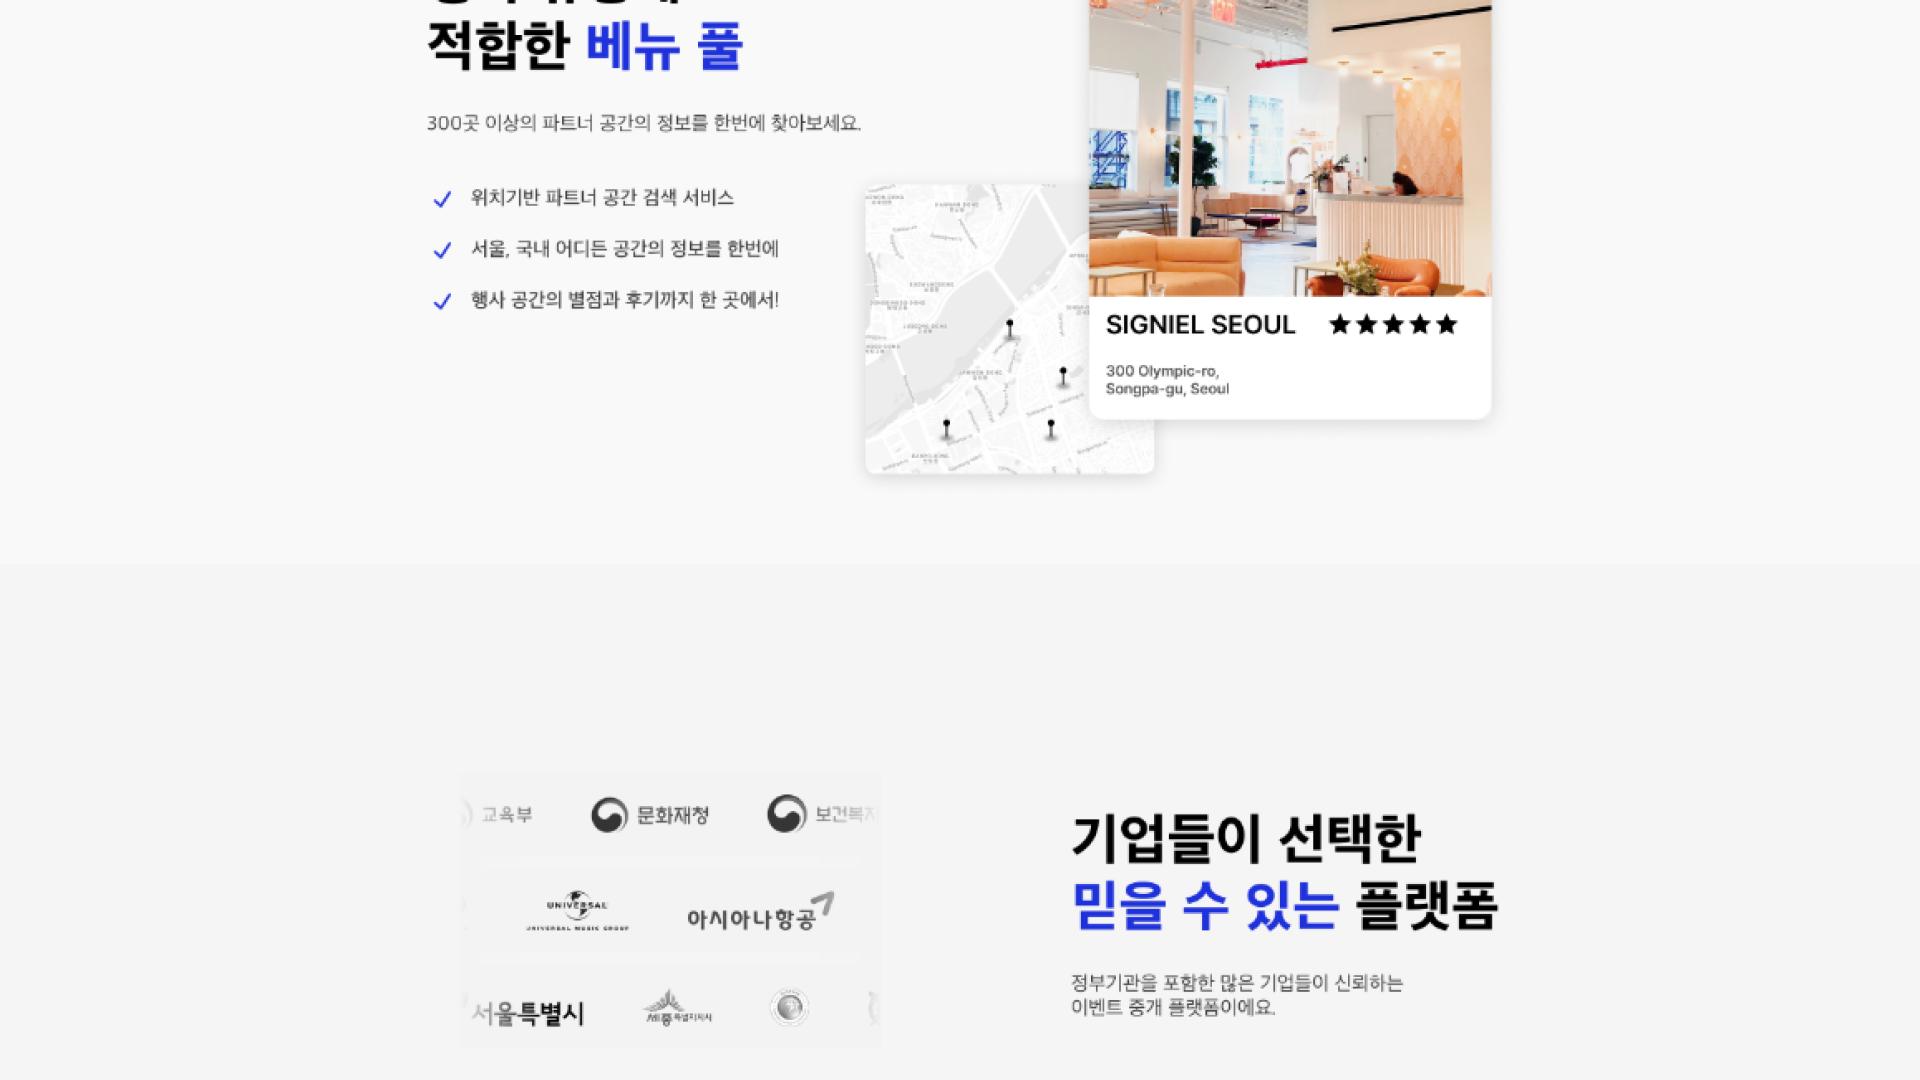 적합한 베뉴 풀
300곳 이상의 파트너 공간의 정보를 한번에 찾아보세요.
위치기반 파트너 공간 검색 서비스
서울, 국내 어디든 공간의 정보를 한번에
행사 공간의 별점과 후기까지 한 곳에서!
SIGNIEL SEOUL ★★★★★
300 Olympic-ro,
Songpa-gu, Seoul
교육부 문화재청 보건복지
UNIVERSAL
UNIVERSAL MUSIC GROUP
아시아나항공
서울특별시 세종특별자치시
기업들이 선택한
믿을 수 있는 플랫폼
정부기관을 포함한 많은 기업들이 신뢰하는
이벤트 중개 플랫폼이에요.